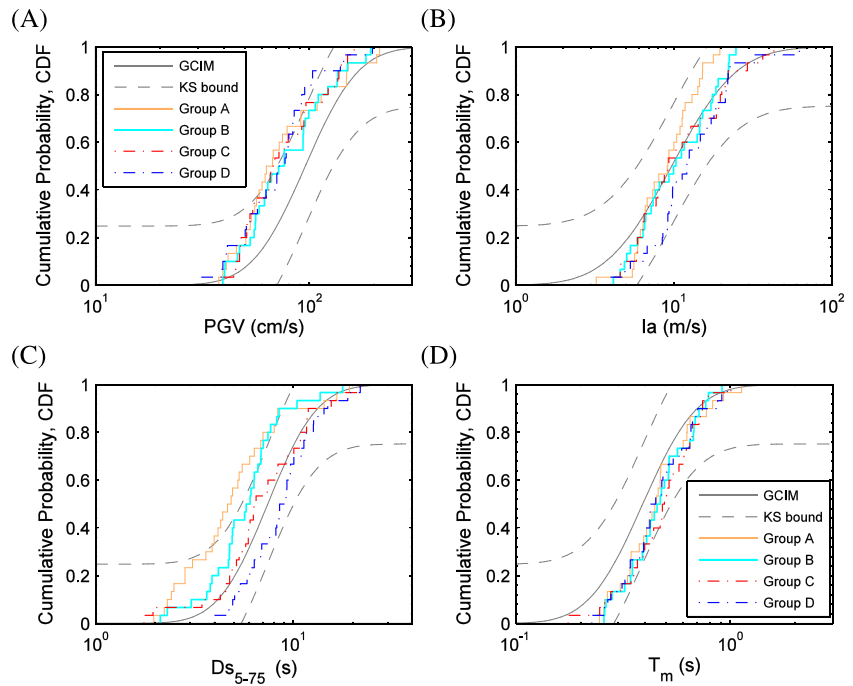 (A)
Cumulative Probability, CDF
1
0.8
0.6
0.4
0.2
0
GCIM
KS bound
Group A
Group B
Group C
Group D
10^1
10^2
PGV (cm/s)
(B)
Cumulative Probability, CDF
1
0.8
0.6
0.4
0.2
0
10^0
10^1
10^2
Ia (m/s)
(C)
Cumulative Probability, CDF
1
0.8
0.6
0.4
0.2
0
10^0
10^1
Ds_5-75 (s)
(D)
Cumulative Probability, CDF
1
0.8
0.6
0.4
0.2
0
GCIM
KS bound
Group A
Group B
Group C
Group D
10^-1
10^0
T_m (s)